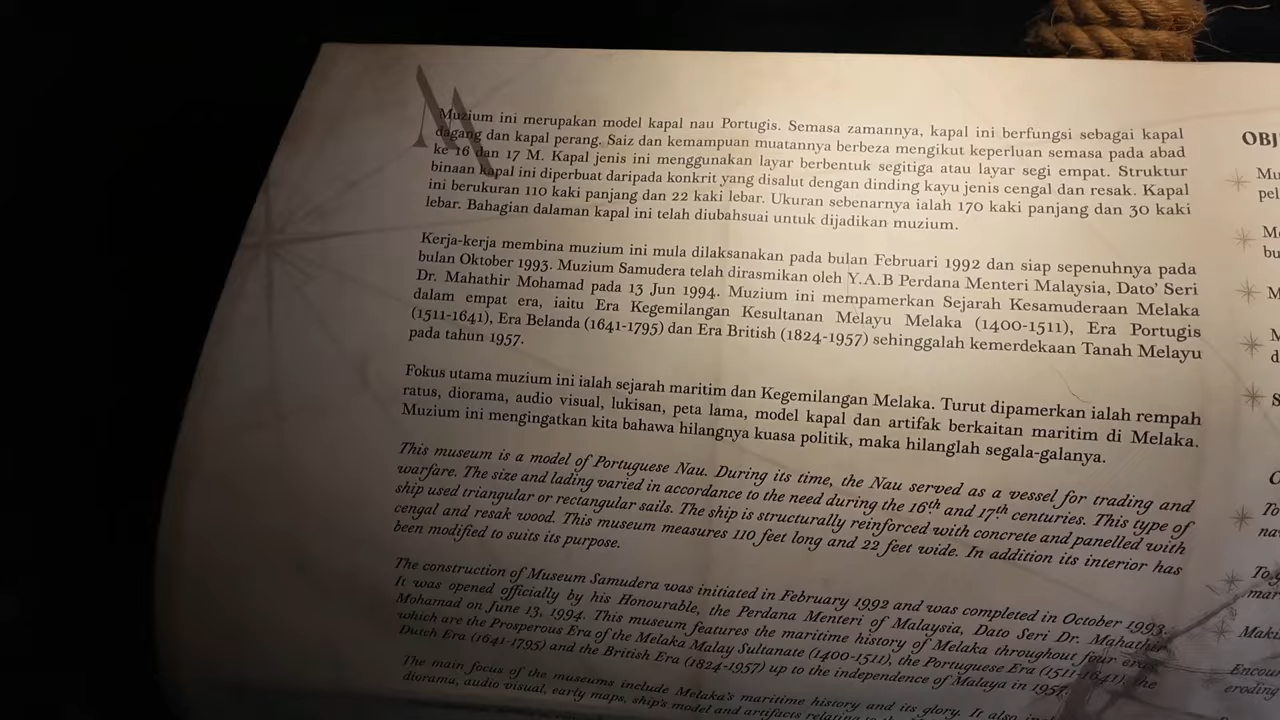 Muzium ini merupakan model kapal nau Portugis. Semasa zamannya, kapal ini berfungsi sebagai kapal
dagang dan kapal perang. Saiz dan kemampuan muatannya berbeza mengikut keperluan semasa pada abad
ke 16 dan 17 M. Kapal jenis ini menggunakan layar berbentuk segitiga atau layar segi empat. Struktur
binaan kapal ini diperbuat daripada konkrit yang disalut dengan dinding kayu jenis cengal dan resak. Kapal
ini berukuran 110 kaki panjang dan 22 kaki lebar. Ukuran sebenarnya ialah 170 kaki panjang dan 30 kaki
lebar. Bahagian dalaman kapal ini telah diubahsuai untuk dijadikan muzium.
Kerja-kerja membina muzium ini mula dilaksanakan pada bulan Februari 1992 dan siap sepenuhnya pada
bulan Oktober 1993. Muzium Samudera telah dirasmikan oleh Y.A.B Perdana Menteri Malaysia, Dato' Seri
Dr. Mahathir Mohamad pada 13 Jun 1994. Muzium ini mempamerkan Sejarah Kesamuderaan Melaka
dalam empat era, iaitu Era Kegemilangan Kesultanan Melayu Melaka (1400-1511), Era Portugis
(1511-1641), Era Belanda (1641-1795) dan Era British (1824-1957) sehinggalah kemerdekaan Tanah Melayu
pada tahun 1957.
Fokus utama muzium ini ialah sejarah maritim dan Kegemilangan Melaka. Turut dipamerkan ialah rempah
ratus, diorama, audio visual, lukisan, peta lama, model kapal dan artifak berkaitan maritim di Melaka.
Muzium ini mengingatkan kita bahawa hilangnya kuasa politik, maka hilanglah segala-galanya.
This museum is a model of Portuguese Nau. During its time, the Nau served as a vessel for trading and
warfare. The size and lading varied in accordance to the need during the 16th and 17th centuries. This type of
ship used triangular or rectangular sails. The ship is structurally reinforced with concrete and panelled with
cengal and resak wood. This museum measures 110 feet long and 22 feet wide. In addition its interior has
been modified to suits its purpose.
The construction of Museum Samudera was initiated in February 1992 and was completed in October 1993.
It was opened officially by his Honourable, the Perdana Menteri of Malaysia, Dato Seri Dr. Mahathir
Mohamad on June 13, 1994. This museum features the maritime history of Melaka throughout four eras,
which are the Prosperous Era of the Melaka Malay Sultanate (1400-1511), the Portuguese Era (1511-1641), the
Dutch Era (1641-1795) and the British Era (1824-1957) up to the independence of Malaya in 1957.
The main focus of the museums include Melaka's maritime history and its glory. It also
diorama, audio visual, early maps, ship's model and artifacts relating to the
OBJ
Mu
pel
Me
bu
M
M
d
S
O
To
na
To
mar
Maki
Encou
eroding